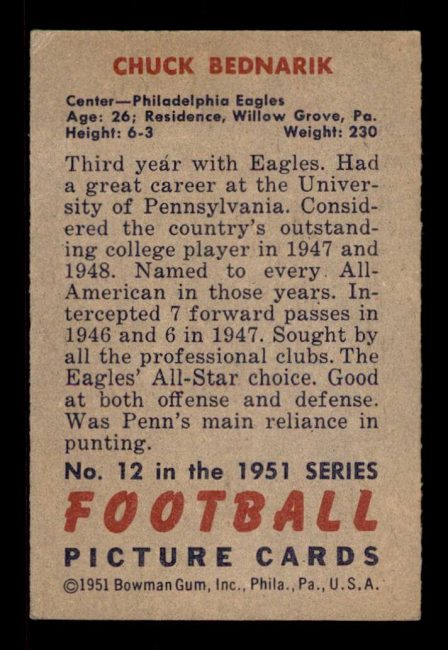 CHUCK BEDNARIK
Center—Philadelphia Eagles
Age: 26; Residence, Willow Grove, Pa.
Height: 6-3 Weight: 230
Third year with Eagles. Had
a great career at the Univer-
sity of Pennsylvania. Consid-
ered the country's outstand-
ing college player in 1947 and
1948. Named to every All-
American in those years. In-
tercepted 7 forward passes in
1946 and 6 in 1947. Sought by
all the professional clubs. The
Eagles' All-Star choice. Good
at both offense and defense.
Was Penn's main reliance in
punting.
No. 12 in the 1951 SERIES
FOOTBALL
PICTURE CARDS
©1951 Bowman Gum, Inc., Phila., Pa., U.S.A.